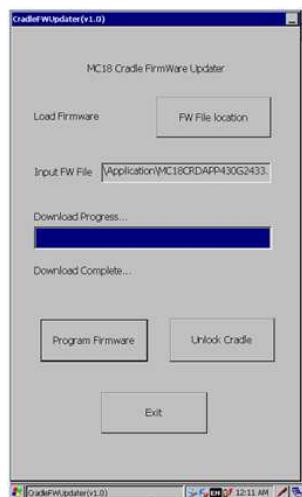 CradleFWUpdater(v1.0)
MC18 Cradle FirmWare Updater
Load Firmware
FW File location
Input FW File
\Application\MC18CRDAPP430G2433.
Download Progress...
Download Complete...
Program Firmware
Unlock Cradle
Exit
CradleFWUpdater(v1.0)
EN
12:11 AM